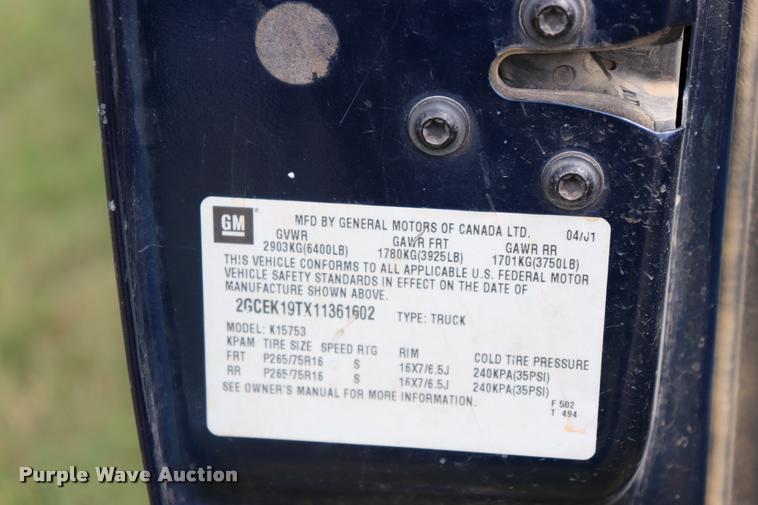 GM
MFD BY GENERAL MOTORS OF CANADA LTD. 04/01
GVWR GAWR FRT GAWR RR
2903KG(6400LB) 1780KG(3925LB) 1701KG(3750LB)
THIS VEHICLE CONFORMS TO ALL APPLICABLE U.S. FEDERAL MOTOR
VEHICLE SAFETY STANDARDS IN EFFECT ON THE DATE OF
MANUFACTURE SHOWN ABOVE.
2GCEK19TX11361602 TYPE: TRUCK
MODEL: K15753
KPAM TIRE SIZE SPEED RTG RIM COLD TIRE PRESSURE
FRT P265/75R16 S 16X7/6.5J 240KPA(35PSI)
RR P265/75R16 S 16X7/6.5J 240KPA(35PSI)
SEE OWNER'S MANUAL FOR MORE INFORMATION.
F 502
T 494
Purple Wave Auction